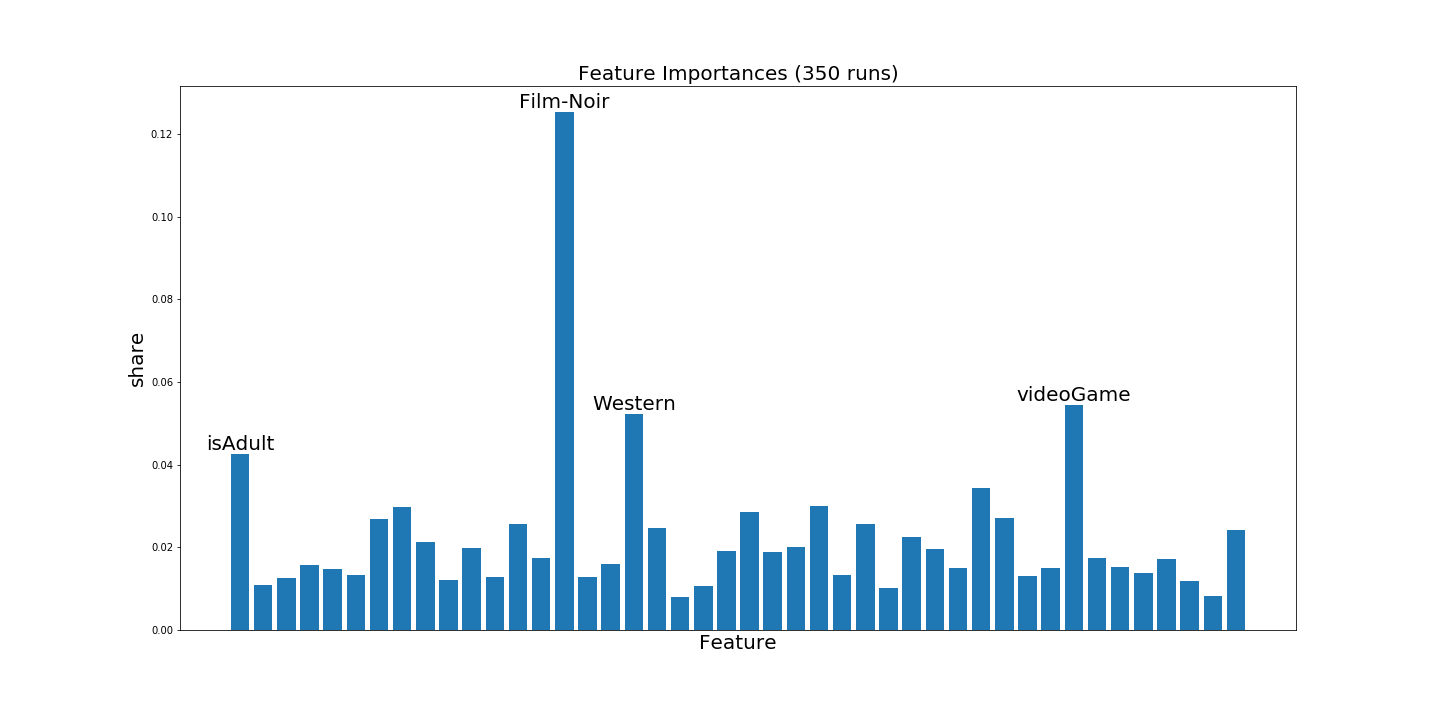 Feature Importances (350 runs)
Film-Noir
0.12
0.10
0.08
share
0.06
videoGame
Western
isAdult
0.04
0.02
0.00
Feature